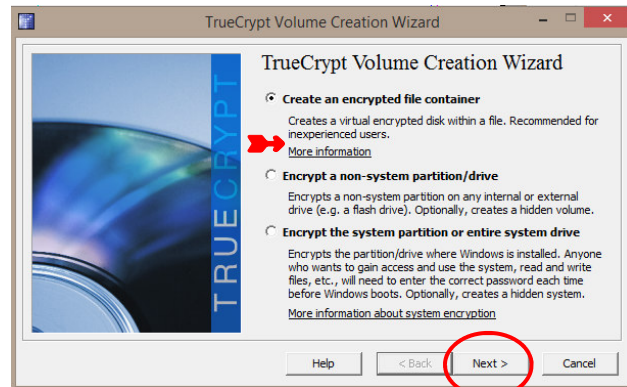 TrueCrypt Volume Creation Wizard
TRUECRYPT
TrueCrypt Volume Creation Wizard
Create an encrypted file container
Creates a virtual encrypted disk within a file. Recommended for
inexperienced users.
More information
Encrypt a non-system partition/drive
Encrypts a non-system partition on any internal or external
drive (e.g. a flash drive). Optionally, creates a hidden volume.
Encrypt the system partition or entire system drive
Encrypts the partition/drive where Windows is installed. Anyone
who wants to gain access and use the system, read and write
files, etc., will need to enter the correct password each time
before Windows boots. Optionally, creates a hidden system.
More information about system encryption
Help
< Back
Next >
Cancel